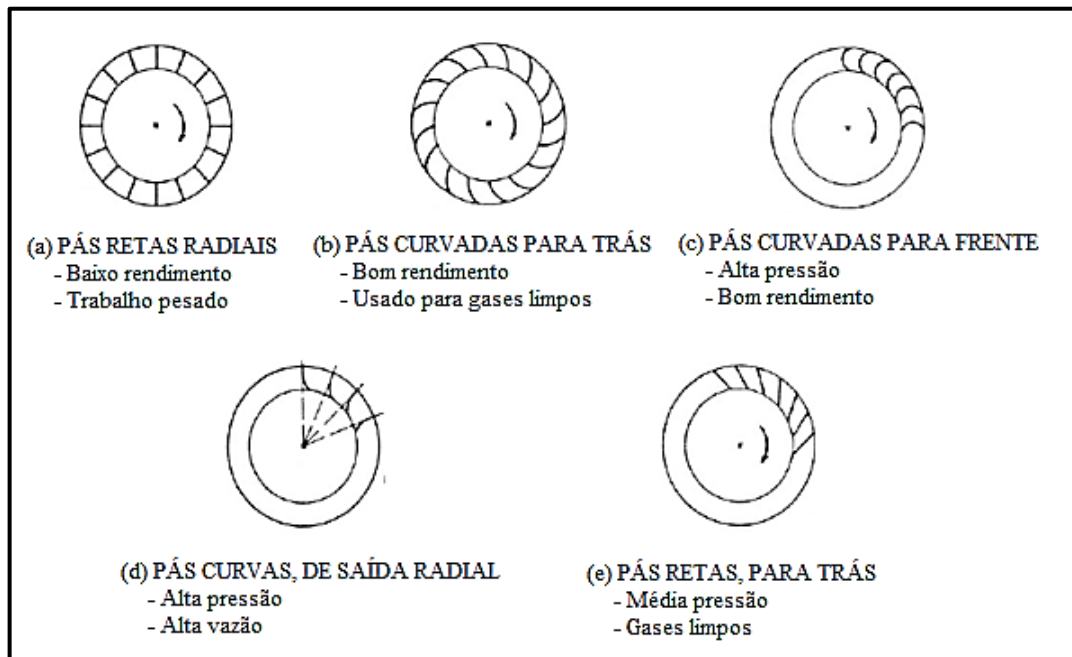 (a) PÁS RETAS RADIAIS
- Baixo rendimento
- Trabalho pesado
(b) PÁS CURVADAS PARA TRÁS
- Bom rendimento
- Usado para gases limpos
(c) PÁS CURVADAS PARA FRENTE
- Alta pressão
- Bom rendimento
(d) PÁS CURVAS, DE SAÍDA RADIAL
- Alta pressão
- Alta vazão
(e) PÁS RETAS, PARA TRÁS
- Média pressão
- Gases limpos